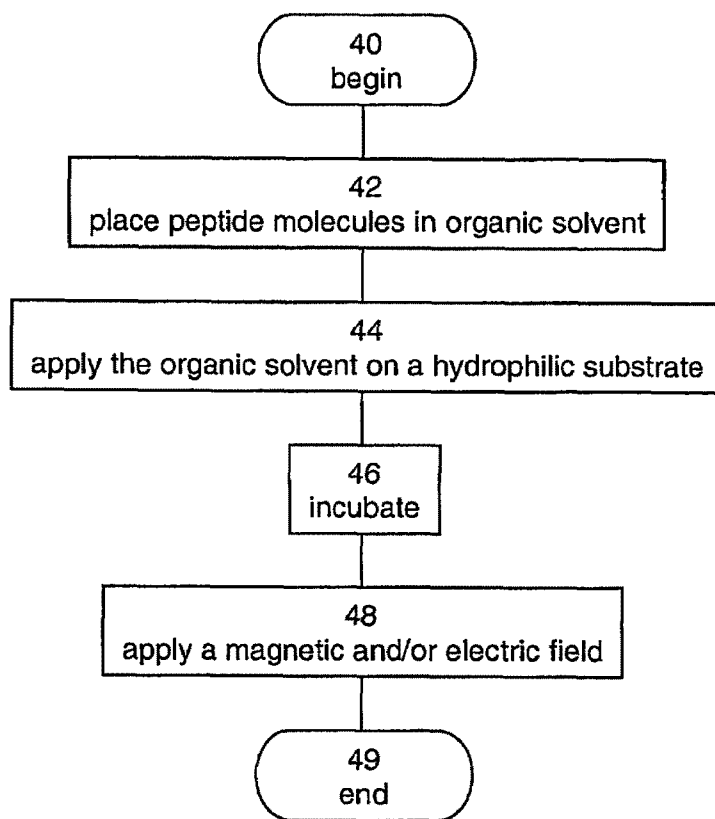 40
begin
42
place peptide molecules in organic solvent
44
apply the organic solvent on a hydrophilic substrate
46
incubate
48
apply a magnetic and/or electric field
49
end